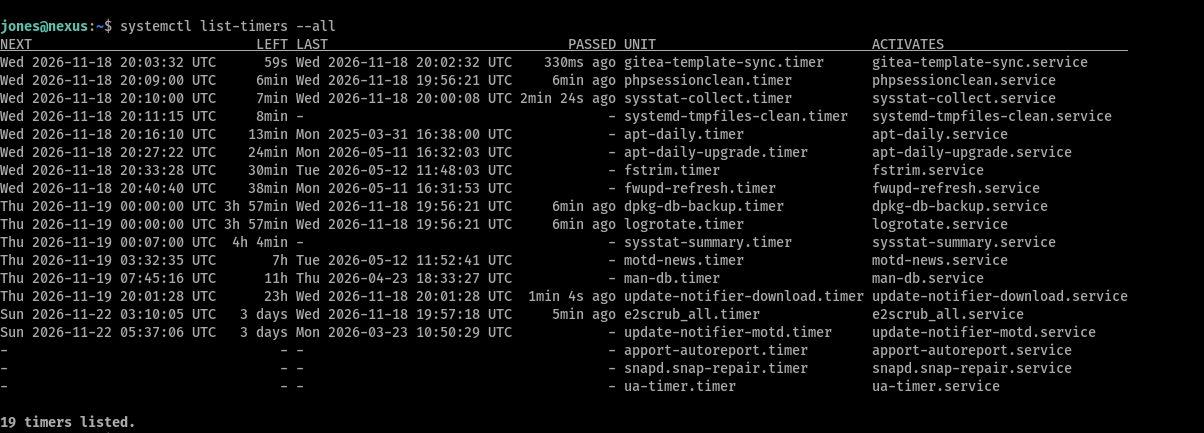 jones@nexus:~$ systemctl list-timers --all
NEXT LEFT LAST PASSED UNIT ACTIVATES
Wed 2026-11-18 20:03:32 UTC 59s Wed 2026-11-18 20:02:32 UTC 330ms ago gitea-template-sync.timer gitea-template-sync.service
Wed 2026-11-18 20:09:00 UTC 6min Wed 2026-11-18 19:56:21 UTC 6min ago phpsessionclean.timer phpsessionclean.service
Wed 2026-11-18 20:10:00 UTC 7min Wed 2026-11-18 20:00:08 UTC 2min 24s ago sysstat-collect.timer sysstat-collect.service
Wed 2026-11-18 20:11:15 UTC 8min - - systemd-tmpfiles-clean.timer systemd-tmpfiles-clean.service
Wed 2026-11-18 20:16:10 UTC 13min Mon 2025-03-31 16:38:00 UTC - apt-daily.timer apt-daily.service
Wed 2026-11-18 20:27:22 UTC 24min Mon 2026-05-11 16:32:03 UTC - apt-daily-upgrade.timer apt-daily-upgrade.service
Wed 2026-11-18 20:33:28 UTC 30min Tue 2026-05-12 11:48:03 UTC - fstrim.timer fstrim.service
Wed 2026-11-18 20:40:40 UTC 38min Mon 2026-05-11 16:31:53 UTC - fwupd-refresh.timer fwupd-refresh.service
Thu 2026-11-19 00:00:00 UTC 3h 57min Wed 2026-11-18 19:56:21 UTC 6min ago dpkg-db-backup.timer dpkg-db-backup.service
Thu 2026-11-19 00:00:00 UTC 3h 57min Wed 2026-11-18 19:56:21 UTC 6min ago logrotate.timer logrotate.service
Thu 2026-11-19 00:07:00 UTC 4h 4min - - sysstat-summary.timer sysstat-summary.service
Thu 2026-11-19 03:32:35 UTC 7h Tue 2026-05-12 11:52:41 UTC - motd-news.timer motd-news.service
Thu 2026-11-19 07:45:16 UTC 11h Thu 2026-04-23 18:33:27 UTC - man-db.timer man-db.service
Thu 2026-11-19 20:01:28 UTC 23h Wed 2026-11-18 20:01:28 UTC 1min 4s ago update-notifier-download.timer update-notifier-download.service
Sun 2026-11-22 03:10:05 UTC 3 days Wed 2026-11-18 19:57:18 UTC 5min ago e2scrub_all.timer e2scrub_all.service
Sun 2026-11-22 05:37:06 UTC 3 days Mon 2026-03-23 10:50:29 UTC - update-notifier-motd.timer update-notifier-motd.service
- - - - apport-autoreport.timer apport-autoreport.service
- - - - snapd.snap-repair.timer snapd.snap-repair.service
- - - - ua-timer.timer ua-timer.service
19 timers listed.